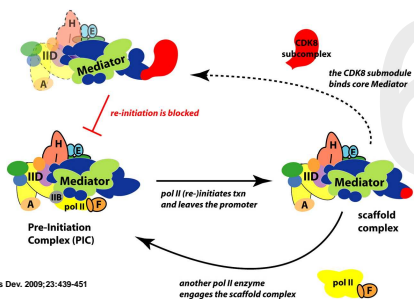 H
E
IID
Mediator
A
CDK8
subcomplex
the CDK8 submodule
binds core Mediator
re-initiation is blocked
H
E
IID
Mediator
IIB
pol II
F
A
Pre-Initiation
Complex (PIC)
pol II (re-)initiates txn
and leaves the promoter
H
E
IID
Mediator
A
scaffold
complex
another pol II enzyme
engages the scaffold complex
pol II
F
s Dev. 2009;23:439-451